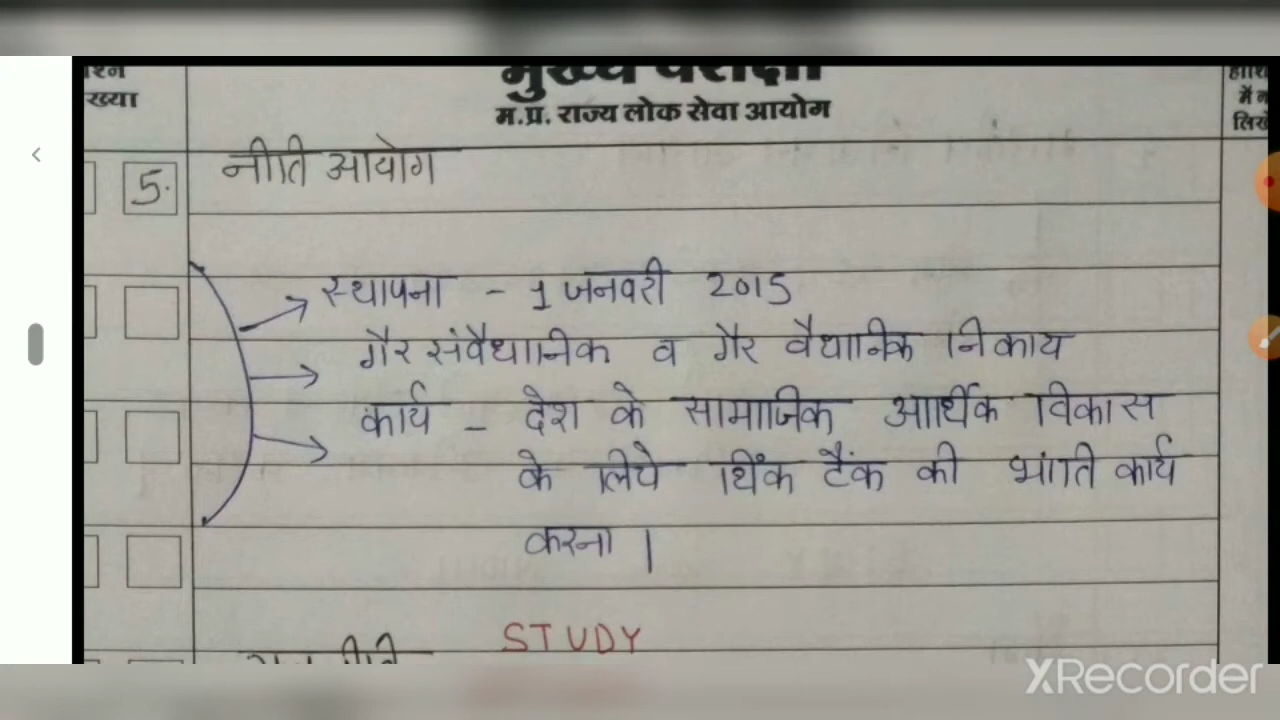 मुख्य परीक्षा
म.प्र. राज्य लोक सेवा आयोग
ख्या
में न
लिखें
5.
नीति आयोग
स्थापना - 1 जनवरी 2015
गैर संवैधानिक व गैर वैधानिक निकाय
कार्य - देश के सामाजिक आर्थिक विकास
के लिये थिंक टैंक की भांति कार्य
करना |
STUDY
XRecorder